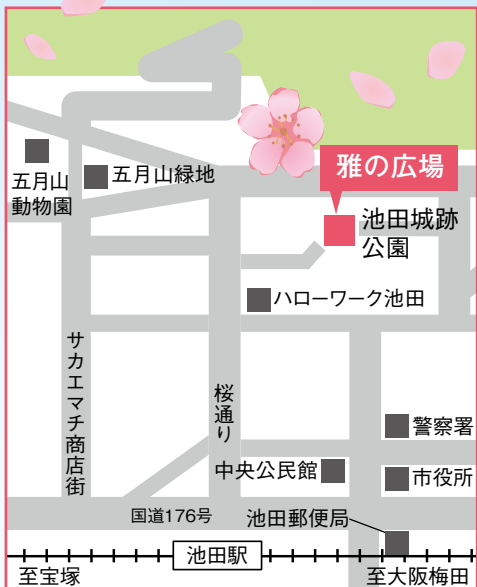 雅の広場
五月山
動物園
五月山緑地
池田城跡
公園
ハローワーク池田
サカエマチ商店街
桜通り
警察署
中央公民館
市役所
国道176号
池田郵便局
池田駅
至宝塚
至大阪梅田